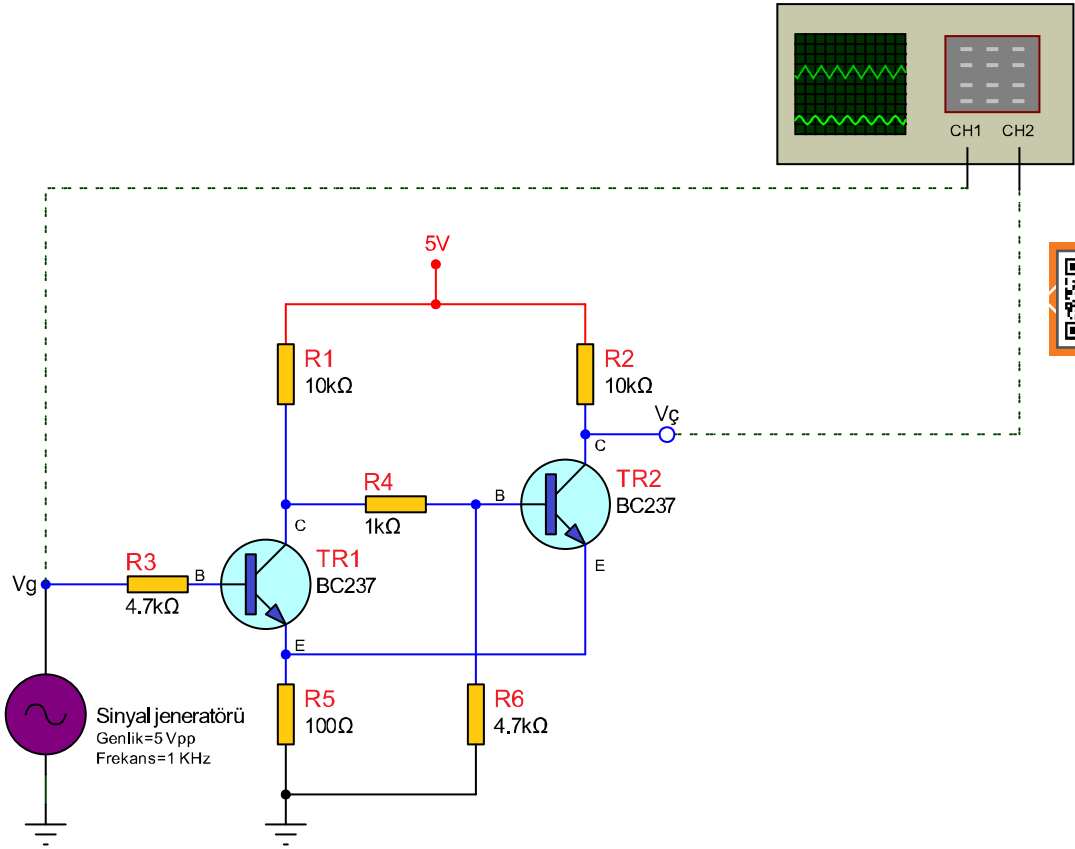 CH1 CH2
5V
R1
10kΩ
R2
10kΩ
Vç
C
R4
1kΩ
B
TR2
BC237
C
E
R3
4.7kΩ
Vg
B
TR1
BC237
E
R5
100Ω
R6
4.7kΩ
Sinyal jeneratörü
Genlik=5 Vpp
Frekans=1 KHz